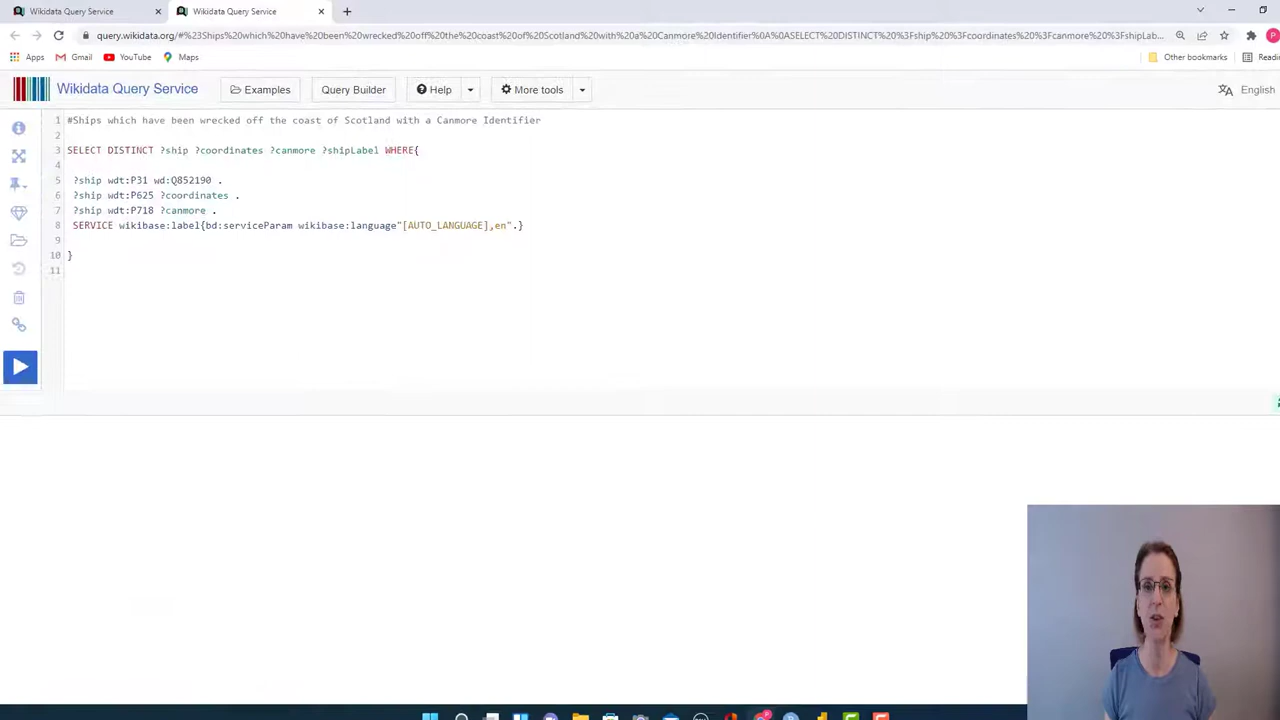 Wikidata Query Service
Wikidata Query Service
query.wikidata.org/#%23Ships%20which%20have%20been%20wrecked%20off%20the%20coast%20of%20Scotland%20with%20a%20Canmore%20Identifier%0A%0ASELECT%20DISTINCT%20%3Fship%20%3Fcoordinates%20%3Fcanmore%20%3FshipLab...
Apps Gmail YouTube Maps Other bookmarks
Wikidata Query Service Examples Query Builder Help More tools English
1 #Ships which have been wrecked off the coast of Scotland with a Canmore Identifier
2
3 SELECT DISTINCT ?ship ?coordinates ?canmore ?shipLabel WHERE{
4
5 ?ship wdt:P31 wd:Q852190 .
6 ?ship wdt:P625 ?coordinates .
7 ?ship wdt:P718 ?canmore .
8 SERVICE wikibase:label{bd:serviceParam wikibase:language"[AUTO_LANGUAGE],en".}
9
10 }
11